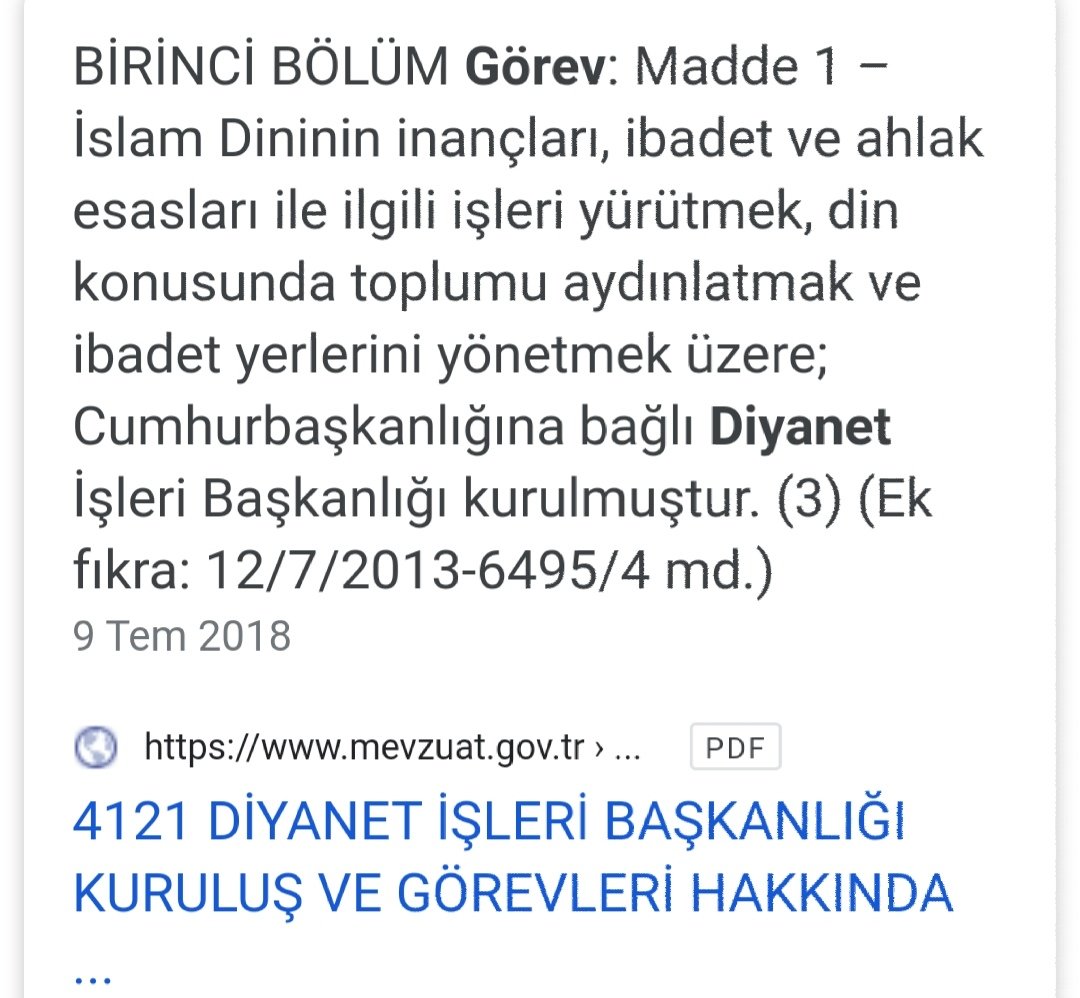 BİRİNCİ BÖLÜM Görev: Madde 1 –
İslam Dininin inançları, ibadet ve ahlak
esasları ile ilgili işleri yürütmek, din
konusunda toplumu aydınlatmak ve
ibadet yerlerini yönetmek üzere;
Cumhurbaşkanlığına bağlı Diyanet
İşleri Başkanlığı kurulmuştur. (3) (Ek
fıkra: 12/7/2013-6495/4 md.)
9 Tem 2018
https://www.mevzuat.gov.tr › ... PDF
4121 DİYANET İŞLERİ BAŞKANLIĞI
KURULUŞ VE GÖREVLERİ HAKKINDA
...